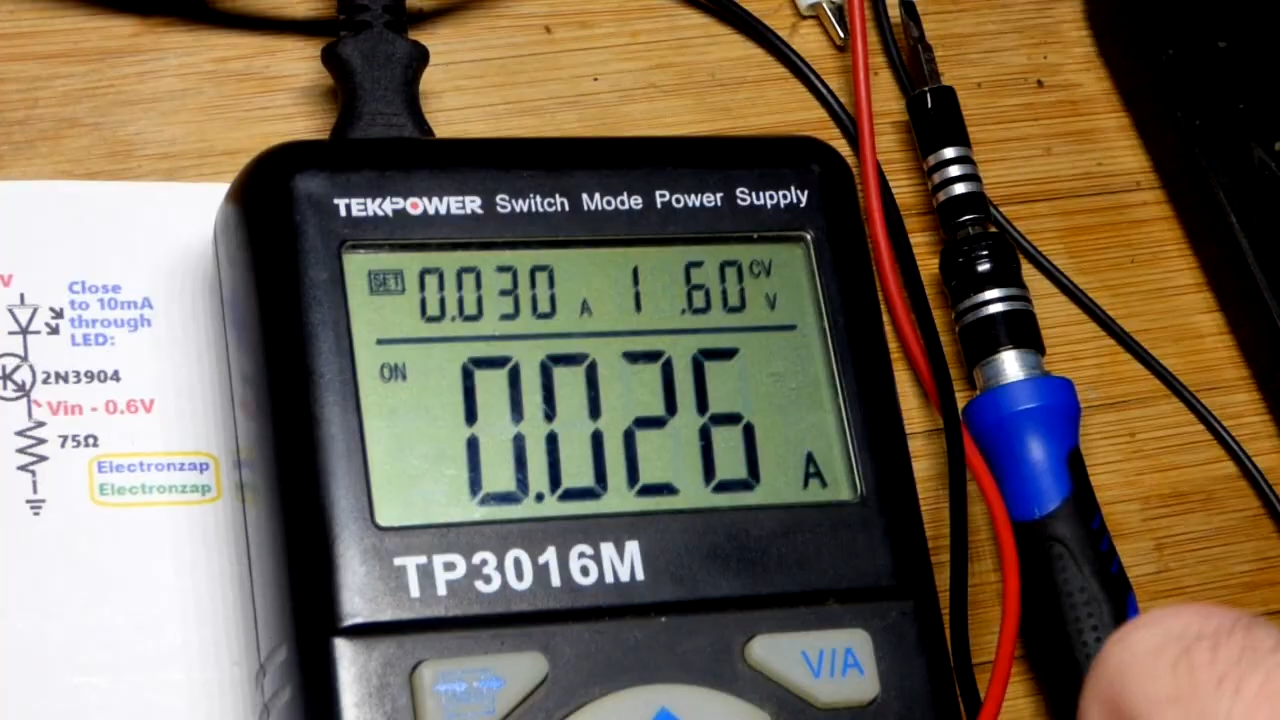 TEKPOWER Switch Mode Power Supply
SET 0.030 A 1.60 CV V
ON
0.026 A
TP3016M
V/A
V
Close
to 10mA
through
LED:
2N3904
Vin - 0.6V
75Ω
Electronzap
Electronzap